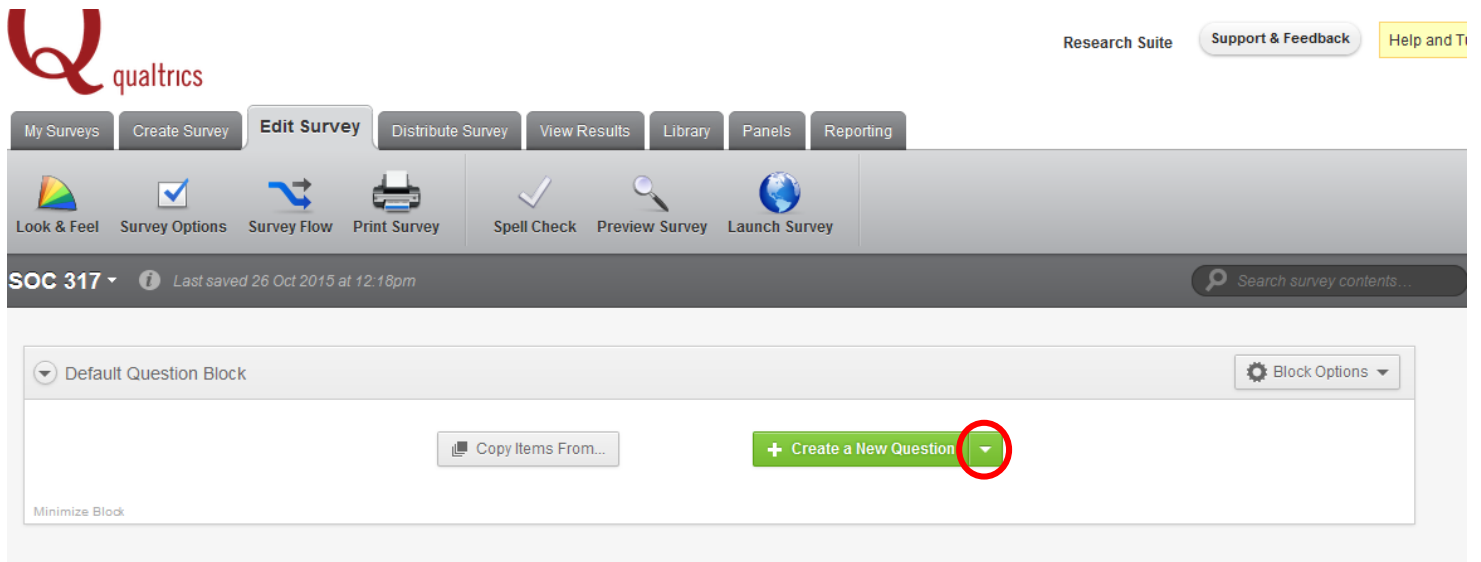 Research Suite Support & Feedback Help and Tu
qualtrics
My Surveys Create Survey Edit Survey Distribute Survey View Results Library Panels Reporting
Look & Feel Survey Options Survey Flow Print Survey Spell Check Preview Survey Launch Survey
SOC 317 Last saved 26 Oct 2015 at 12:18pm Search survey contents...
Default Question Block Block Options
Copy Items From... + Create a New Question
Minimize Block